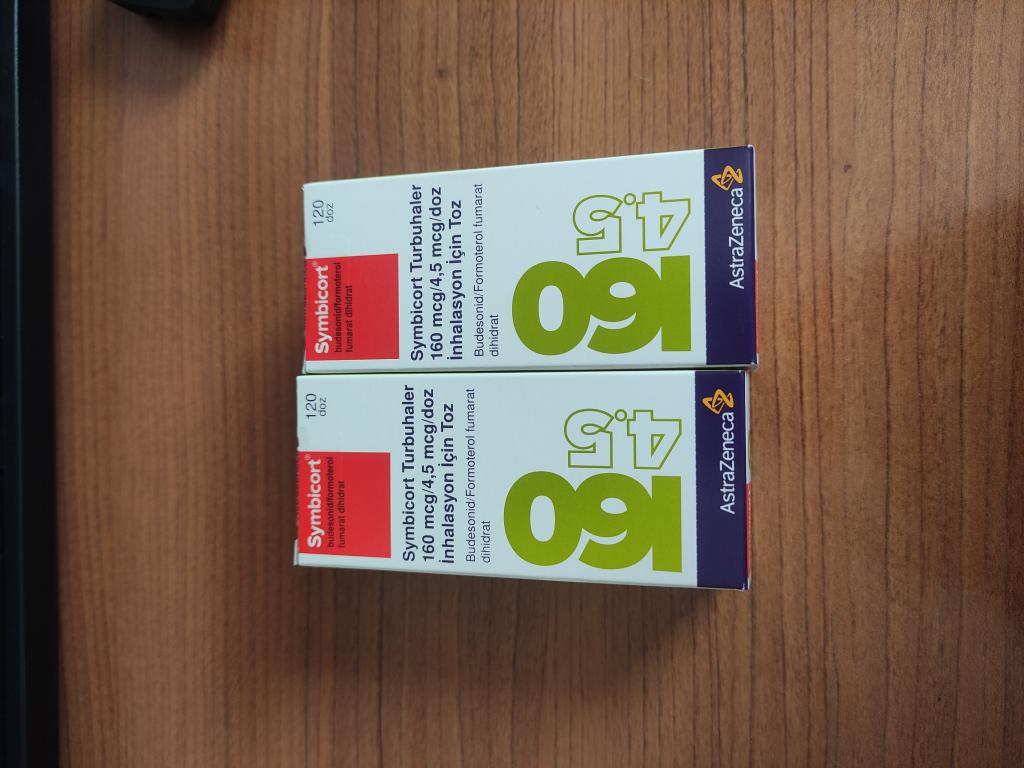 Symbicort®
budesonid/formoterol
fumarat dihidrat
120
doz
Symbicort Turbuhaler
160 mcg/4,5 mcg/doz
İnhalasyon İçin Toz
Budesonid/Formoterol fumarat
dihidrat
160
4.5
AstraZeneca
Symbicort®
budesonid/formoterol
fumarat dihidrat
120
doz
Symbicort Turbuhaler
160 mcg/4,5 mcg/doz
İnhalasyon İçin Toz
Budesonid/Formoterol fumarat
dihidrat
160
4.5
AstraZeneca